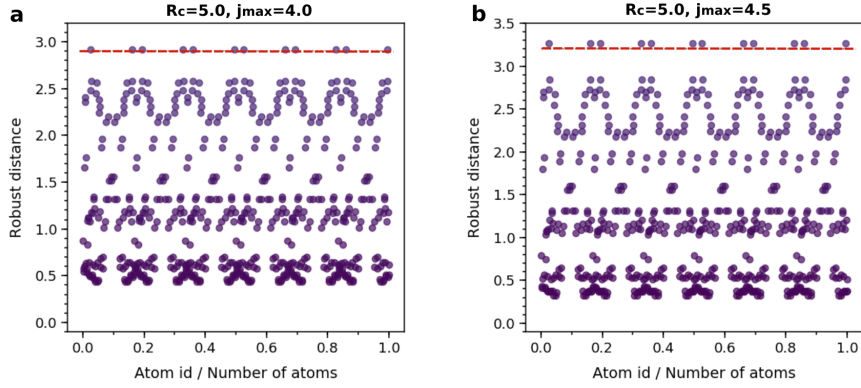 a
Rc=5.0, jmax=4.0
3.0
2.5
2.0
1.5
1.0
0.5
0.0
Robust distance
0.0 0.2 0.4 0.6 0.8 1.0
Atom id / Number of atoms
b
Rc=5.0, jmax=4.5
3.5
3.0
2.5
2.0
1.5
1.0
0.5
0.0
Robust distance
0.0 0.2 0.4 0.6 0.8 1.0
Atom id / Number of atoms